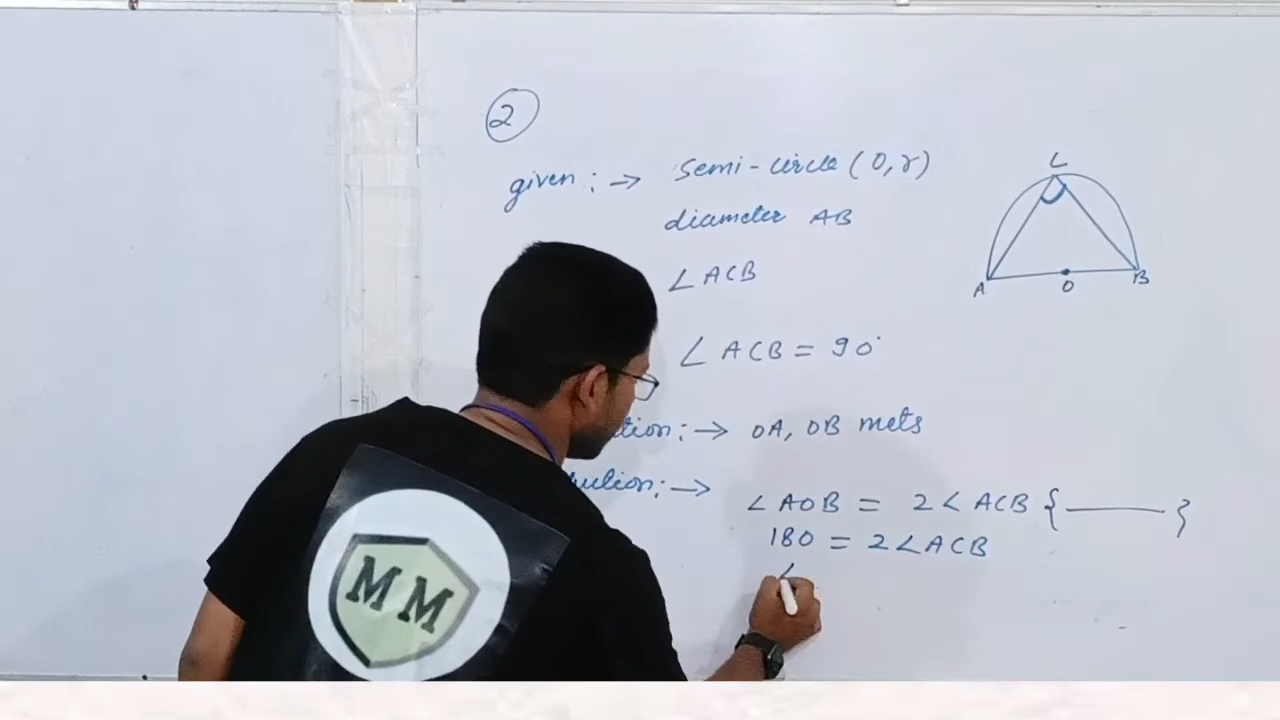 2
given :→ Semi-circle (O, r)
diameter AB
∠ACB
∠ACB = 90°
tion :→ OA, OB mets
lution :→
∠AOB = 2∠ACB { — }
180 = 2∠ACB
∠
C
A O B
MM